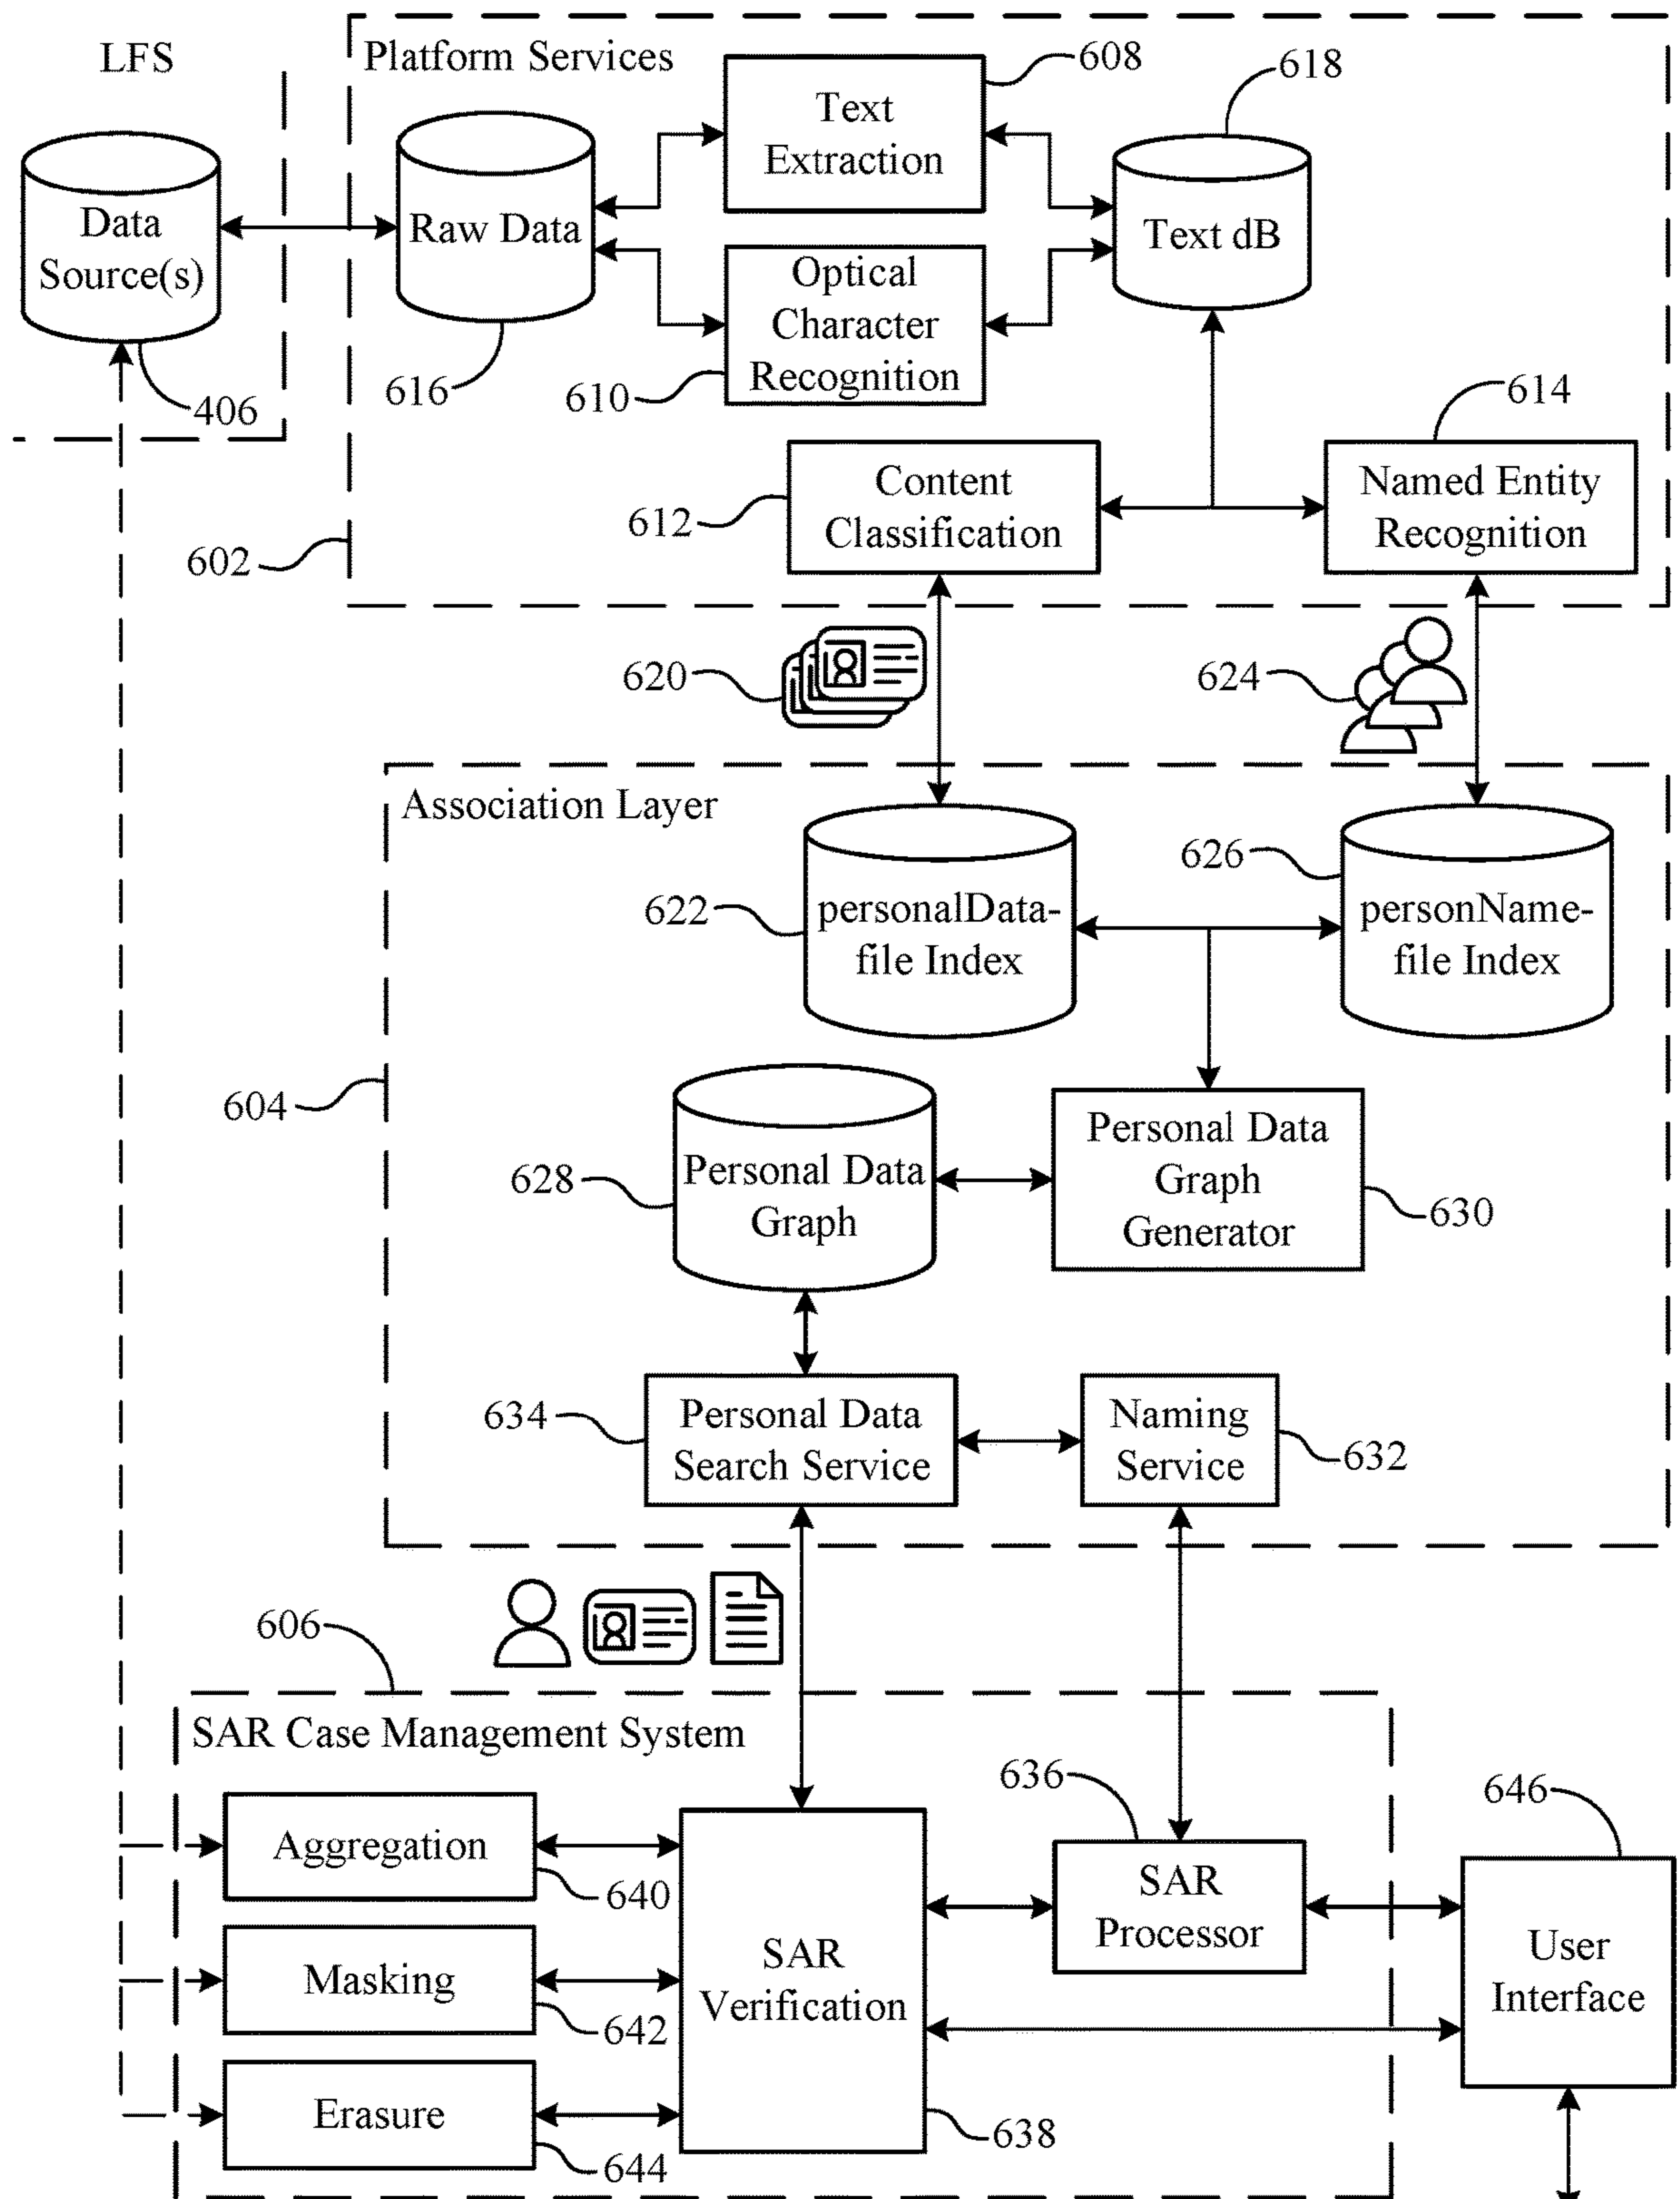 LFS
Platform Services
608
618
Text
Extraction
Data
Source(s)
Raw Data
Text dB
Optical
Character
Recognition
616
610
406
614
Content
Classification
Named Entity
Recognition
612
602
620
624
Association Layer
626
622
personalData-
file Index
personName-
file Index
604
Personal Data
Graph
Generator
628
Personal Data
Graph
630
634
Personal Data
Search Service
Naming
Service
632
606
SAR Case Management System
636
646
Aggregation
640
SAR
Processor
Masking
642
SAR
Verification
User
Interface
Erasure
644
638